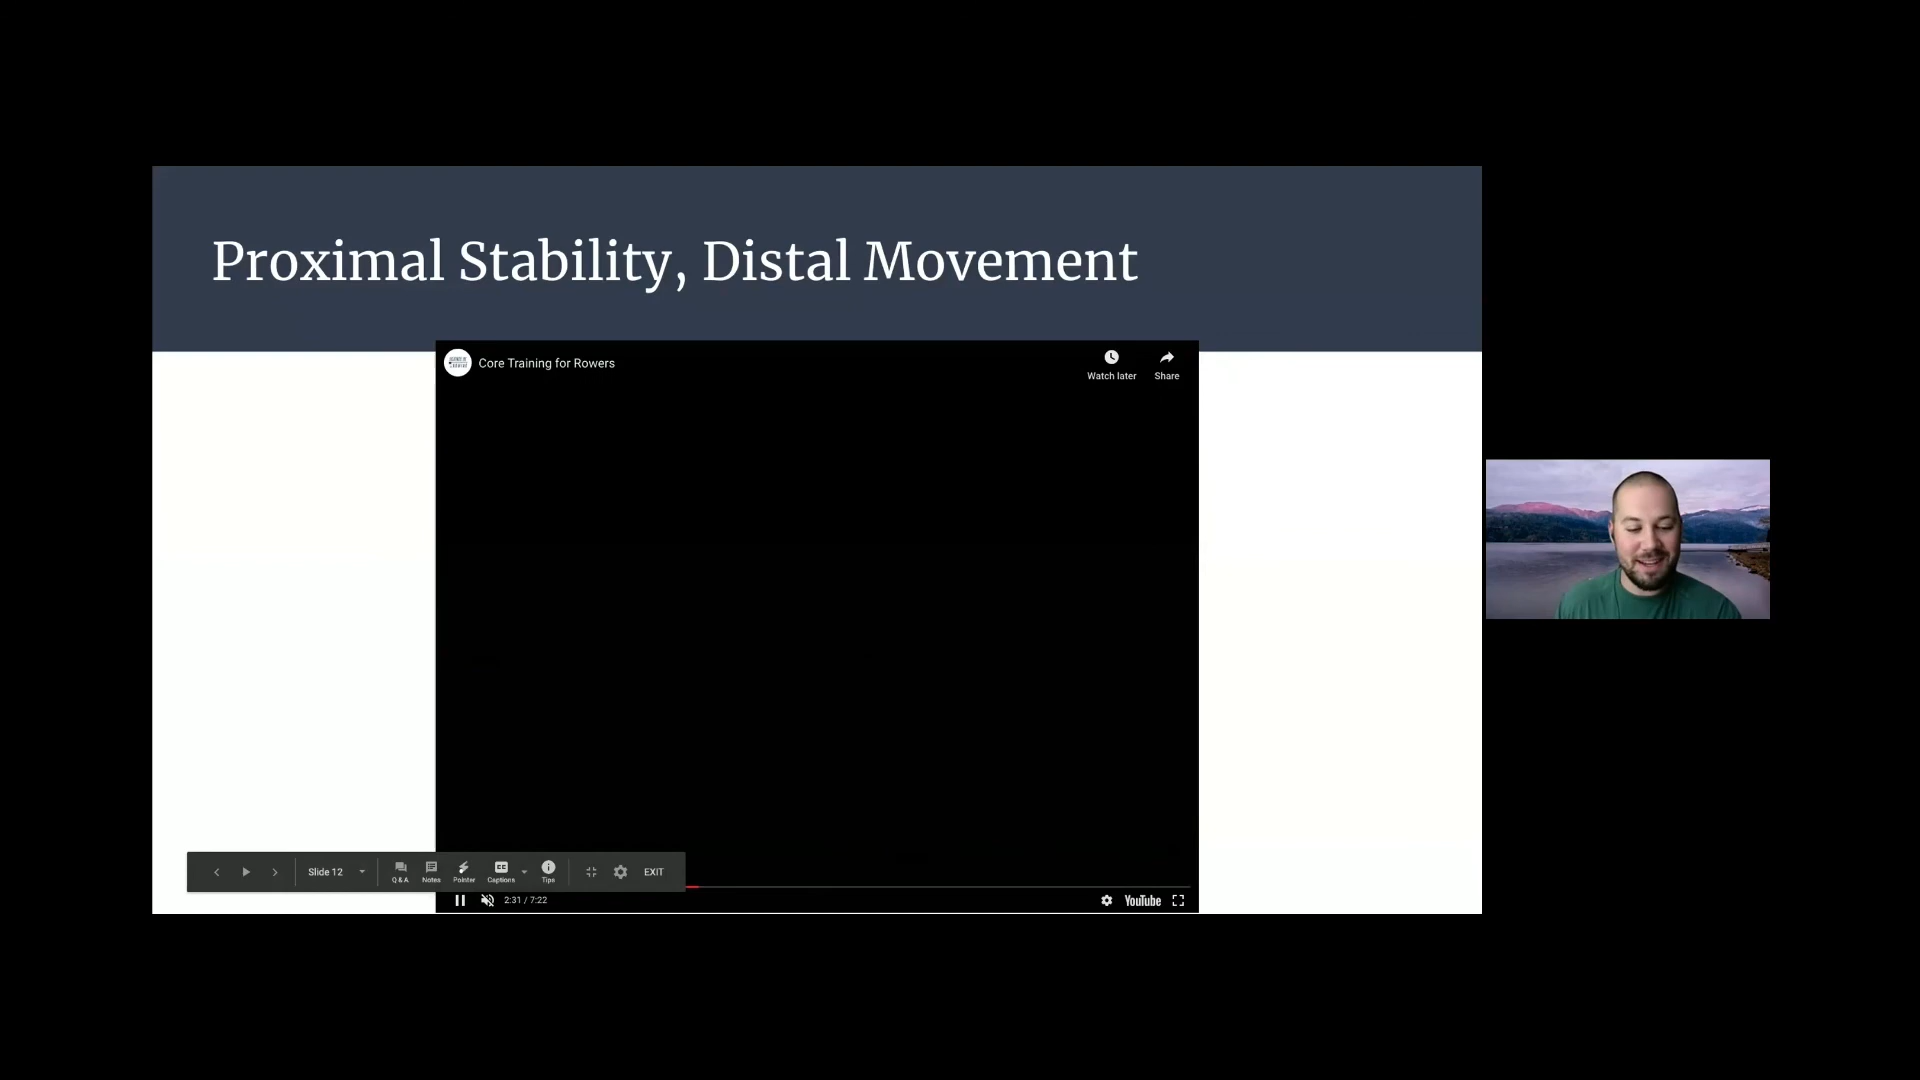 Proximal Stability, Distal Movement
Core Training for Rowers
Watch later
Share
Slide 12
Q & A
Notes
Pointer
Captions
Tips
EXIT
2:31 / 7:22
YouTube